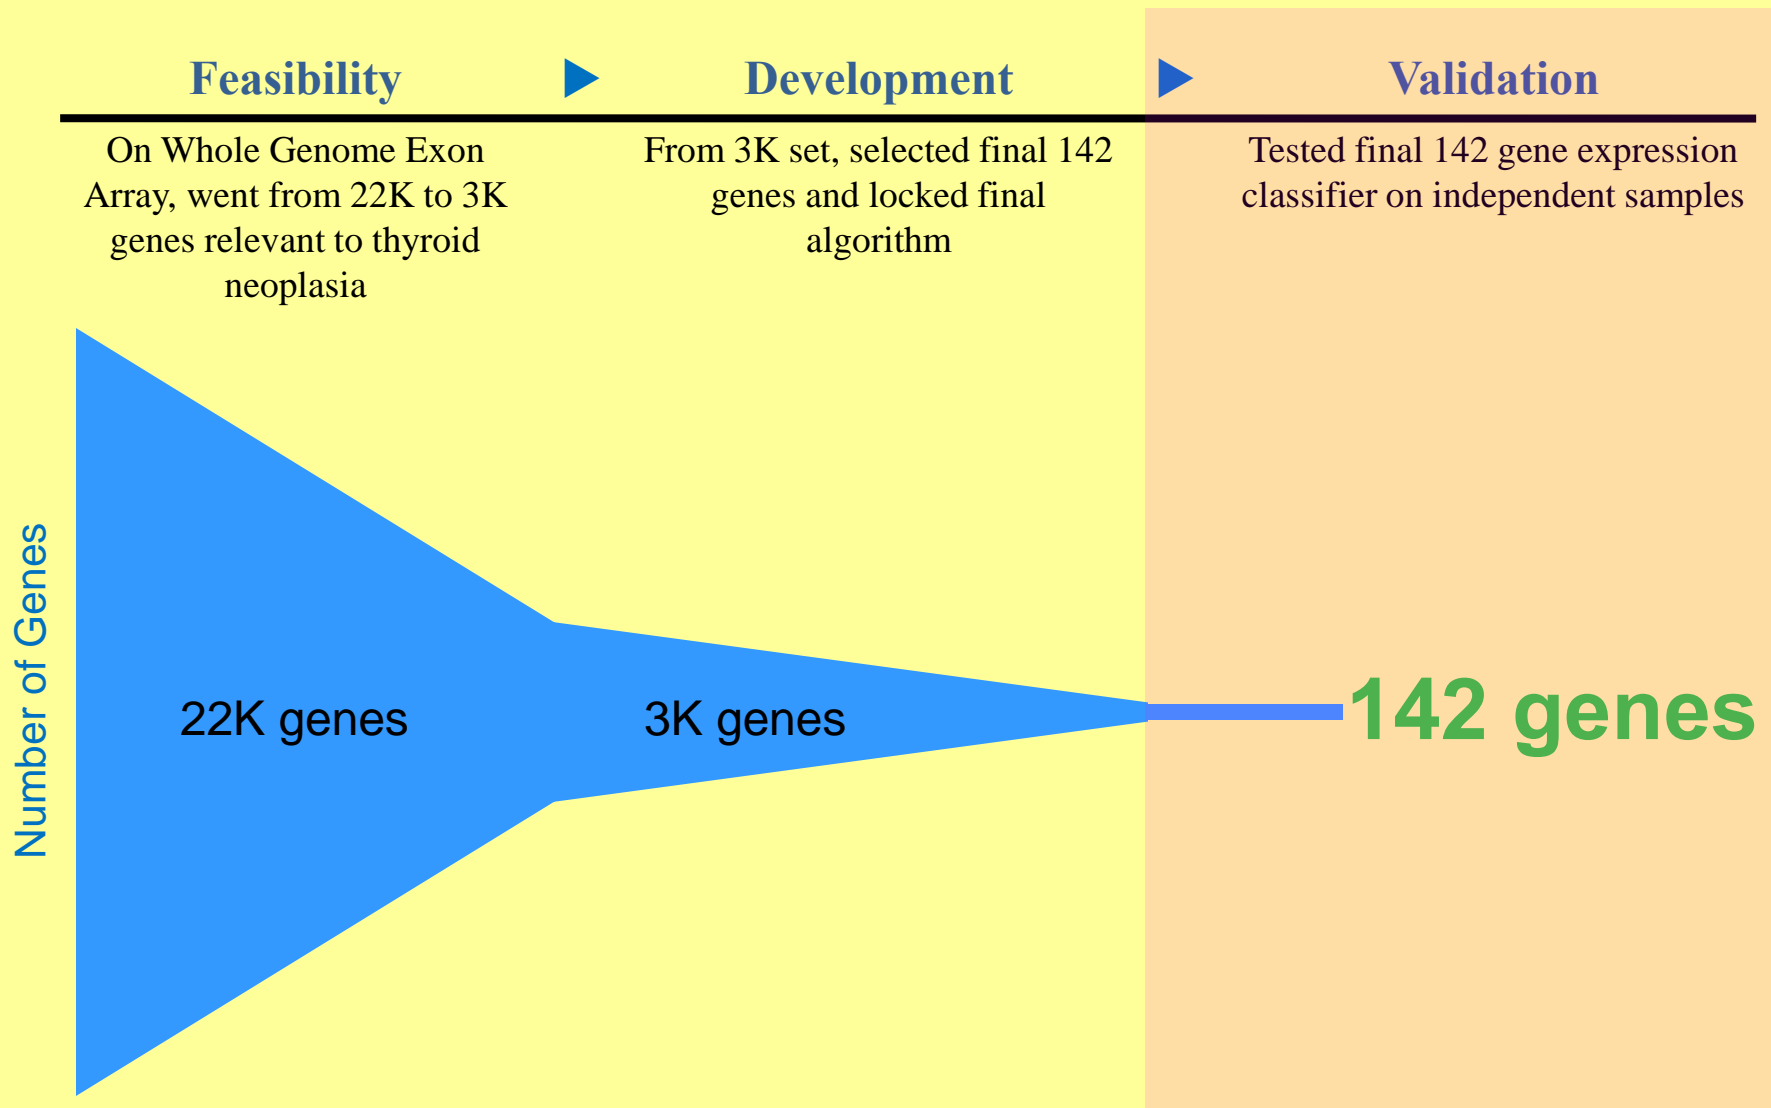 Feasibility
Development
Validation
On Whole Genome Exon
Array, went from 22K to 3K
genes relevant to thyroid
neoplasia
From 3K set, selected final 142
genes and locked final
algorithm
Tested final 142 gene expression
classifier on independent samples
Number of Genes
22K genes
3K genes
142 genes